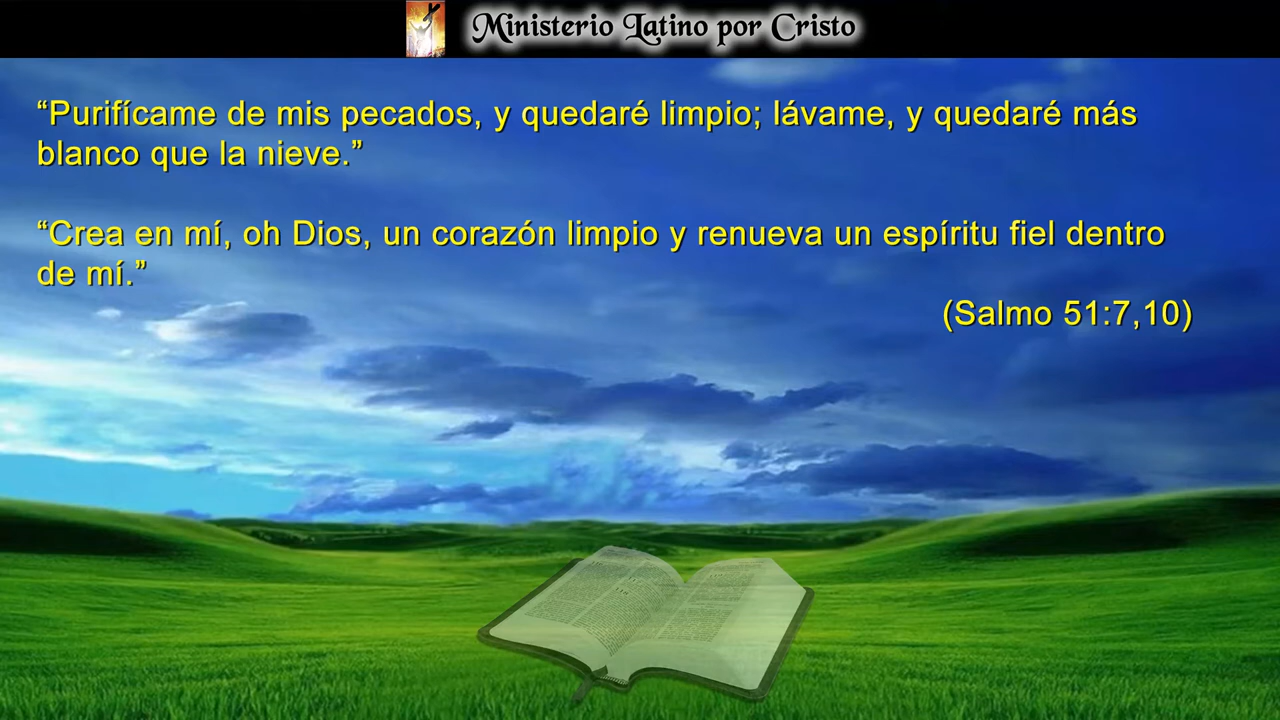 Ministerio Latino por Cristo
“Purifícame de mis pecados, y quedaré limpio; lávame, y quedaré más
blanco que la nieve.”
“Crea en mí, oh Dios, un corazón limpio y renueva un espíritu fiel dentro
de mí.”
(Salmo 51:7,10)